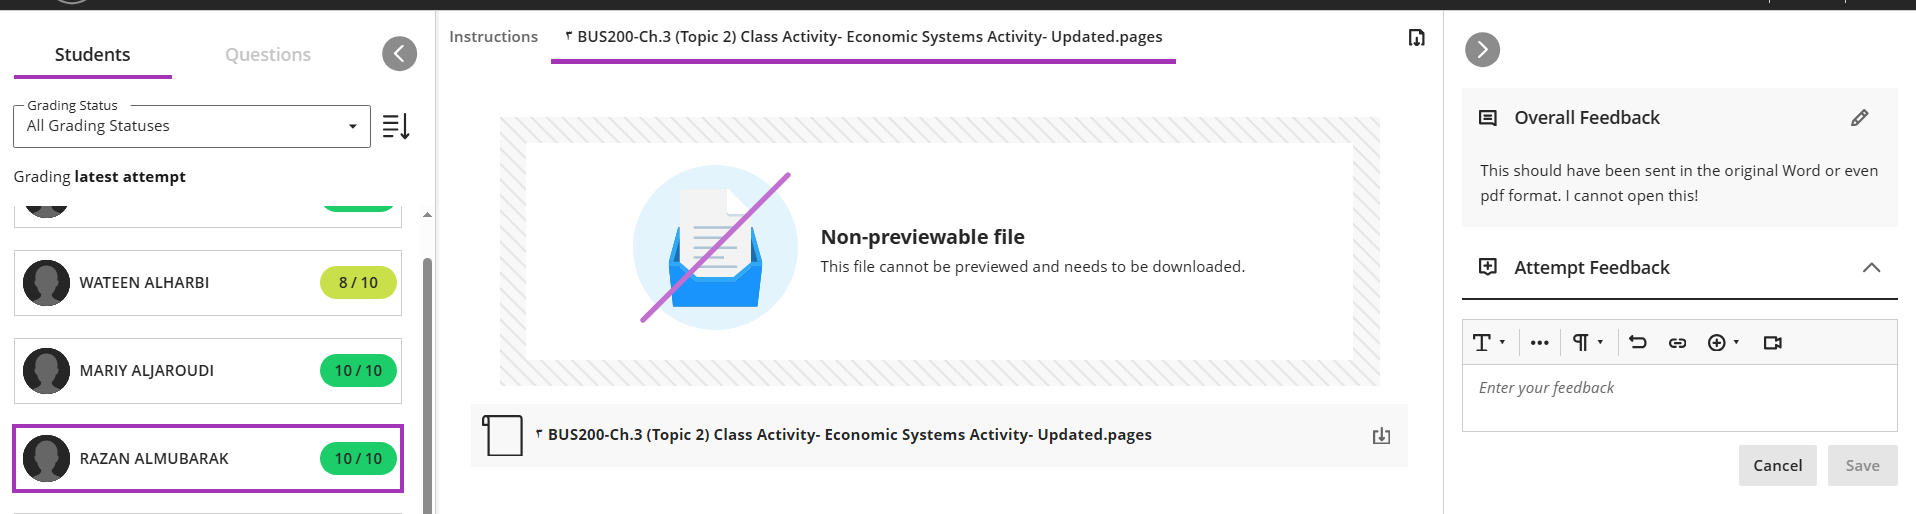 Students
Questions
Grading Status
All Grading Statuses
Grading latest attempt
WATEEN ALHARBI
8 / 10
MARIY ALJAROUDI
10 / 10
RAZAN ALMUBARAK
10 / 10
Instructions
٣ BUS200-Ch.3 (Topic 2) Class Activity- Economic Systems Activity- Updated.pages
Non-previewable file
This file cannot be previewed and needs to be downloaded.
٣ BUS200-Ch.3 (Topic 2) Class Activity- Economic Systems Activity- Updated.pages
Overall Feedback
This should have been sent in the original Word or even
pdf format. I cannot open this!
Attempt Feedback
Enter your feedback
Cancel
Save